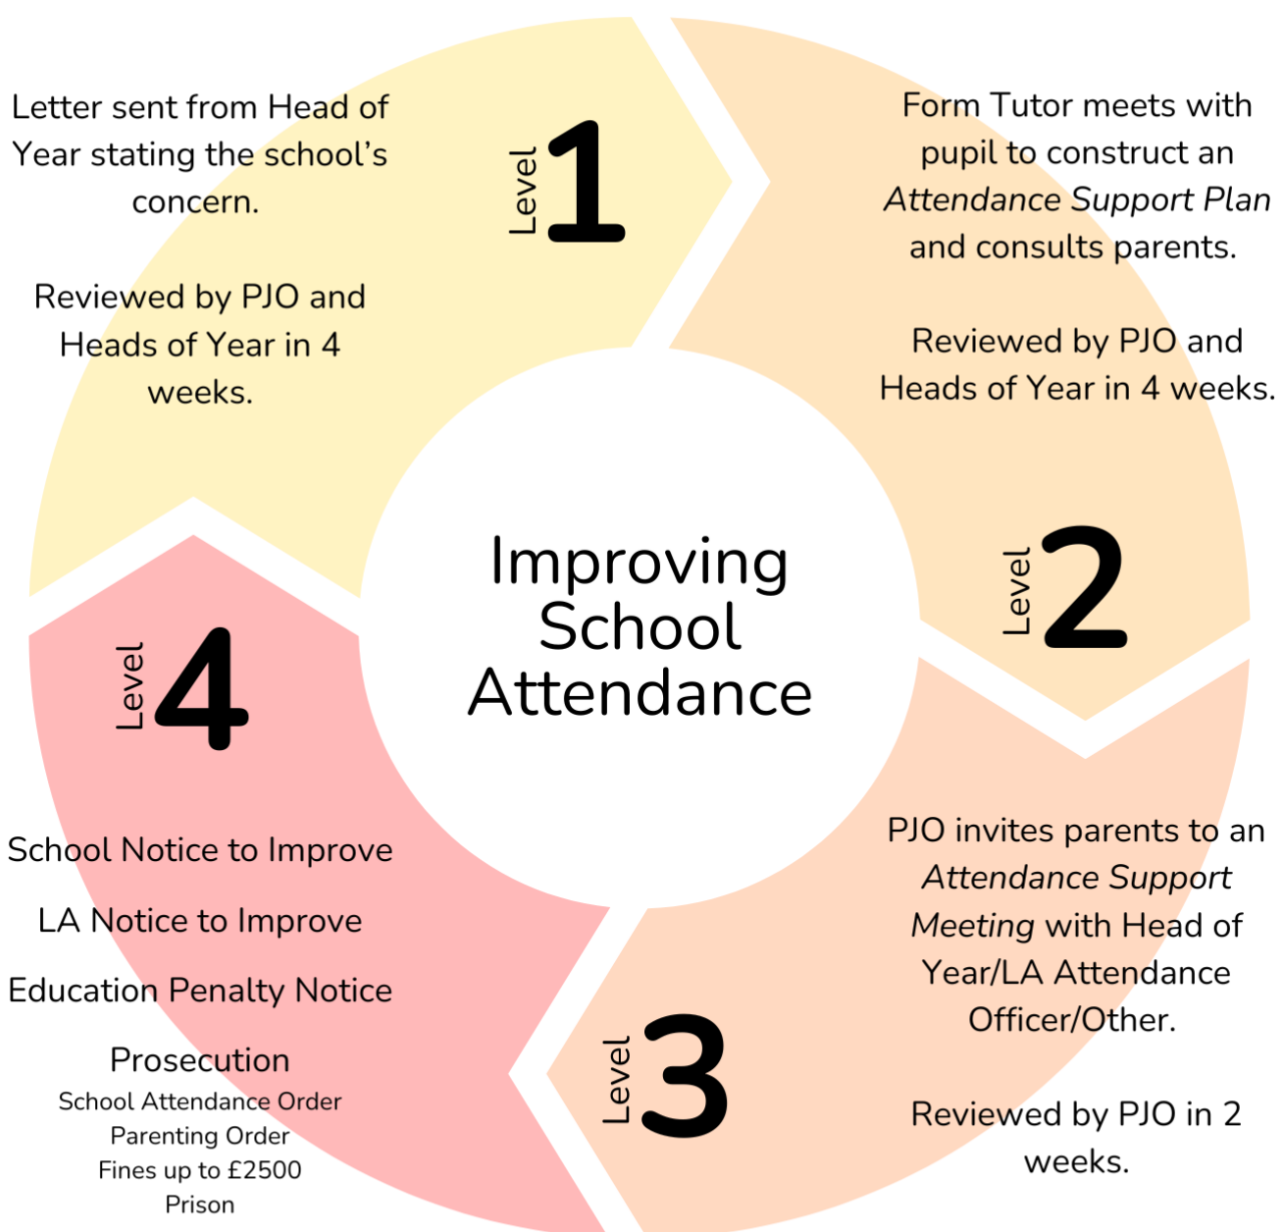 Letter sent from Head of
Year stating the school’s
concern.
Reviewed by PJO and
Heads of Year in 4
weeks.
Level 1
Form Tutor meets with
pupil to construct an
Attendance Support Plan
and consults parents.
Reviewed by PJO and
Heads of Year in 4 weeks.
Level 2
Improving
School
Attendance
PJO invites parents to an
Attendance Support
Meeting with Head of
Year/LA Attendance
Officer/Other.
Reviewed by PJO in 2
weeks.
Level 3
Level 4
School Notice to Improve
LA Notice to Improve
Education Penalty Notice
Prosecution
School Attendance Order
Parenting Order
Fines up to £2500
Prison